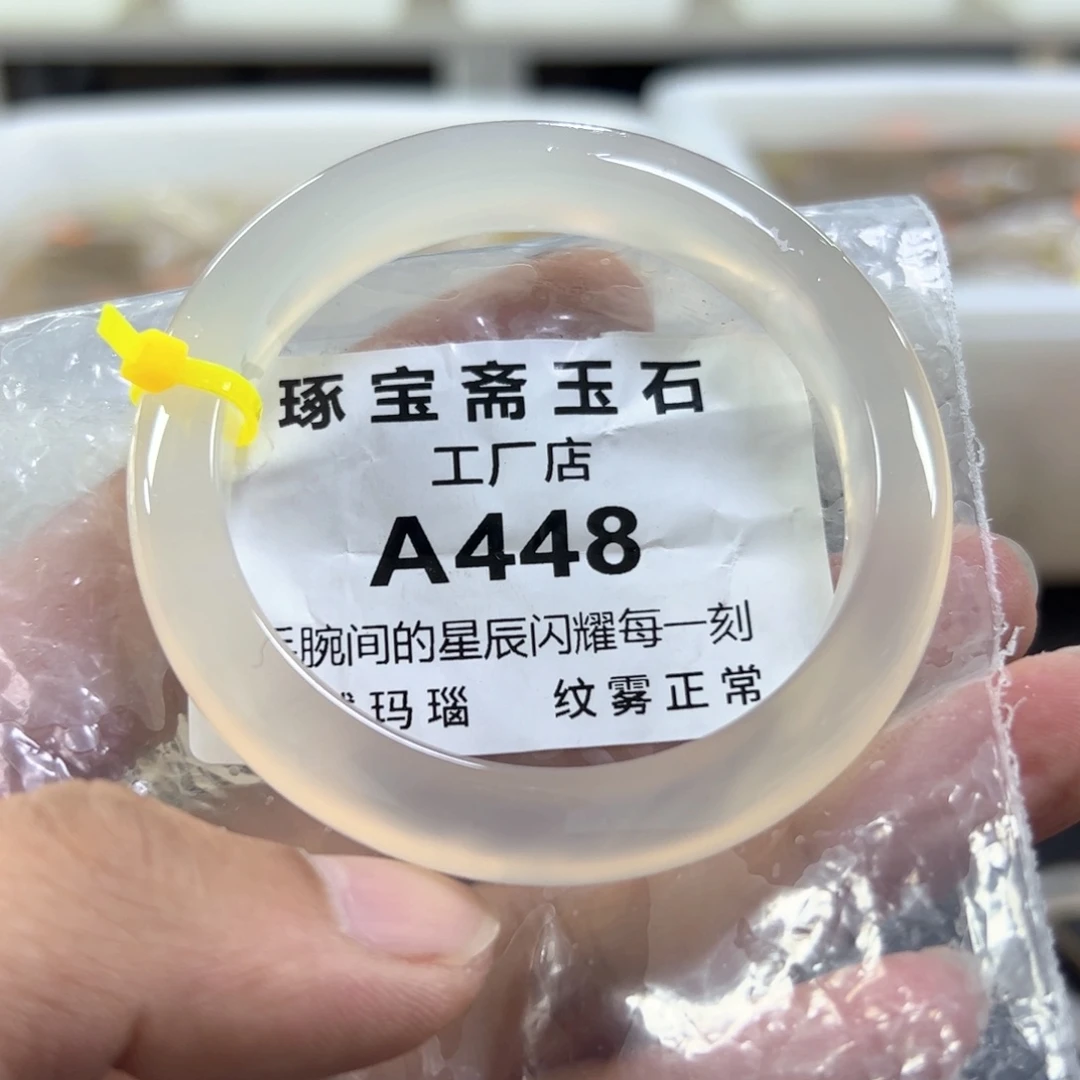 琢宝斋玉石
工厂店
A448
腕间的星辰闪耀每一刻
玛瑙 纹雾正常